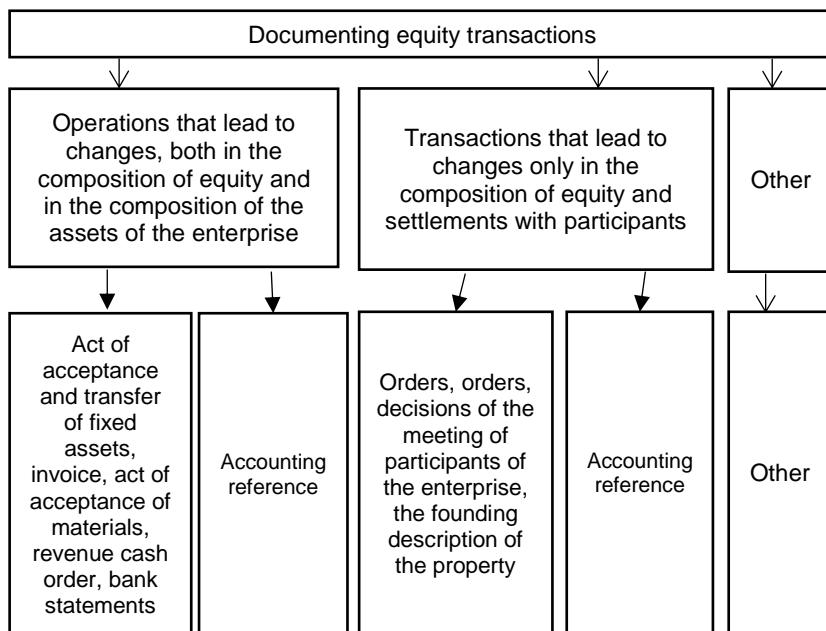 Documenting equity transactions
Operations that lead to
changes, both in the
composition of equity and
in the composition of the
assets of the enterprise
Transactions that lead to
changes only in the
composition of equity and
settlements with participants
Other
Act of
acceptance
and transfer
of fixed
assets,
invoice, act of
acceptance of
materials,
revenue cash
order, bank
statements
Accounting
reference
Orders, orders,
decisions of the
meeting of
participants of
the enterprise,
the founding
description of
the property
Accounting
reference
Other